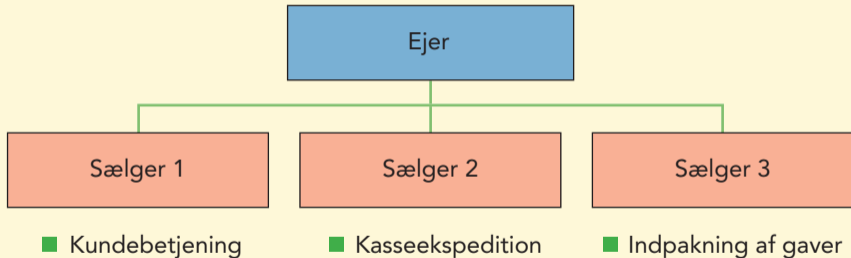 Ejer
Sælger 1
Sælger 2
Sælger 3
Kundebetjening
Kasseekspedition
Indpakning af gaver